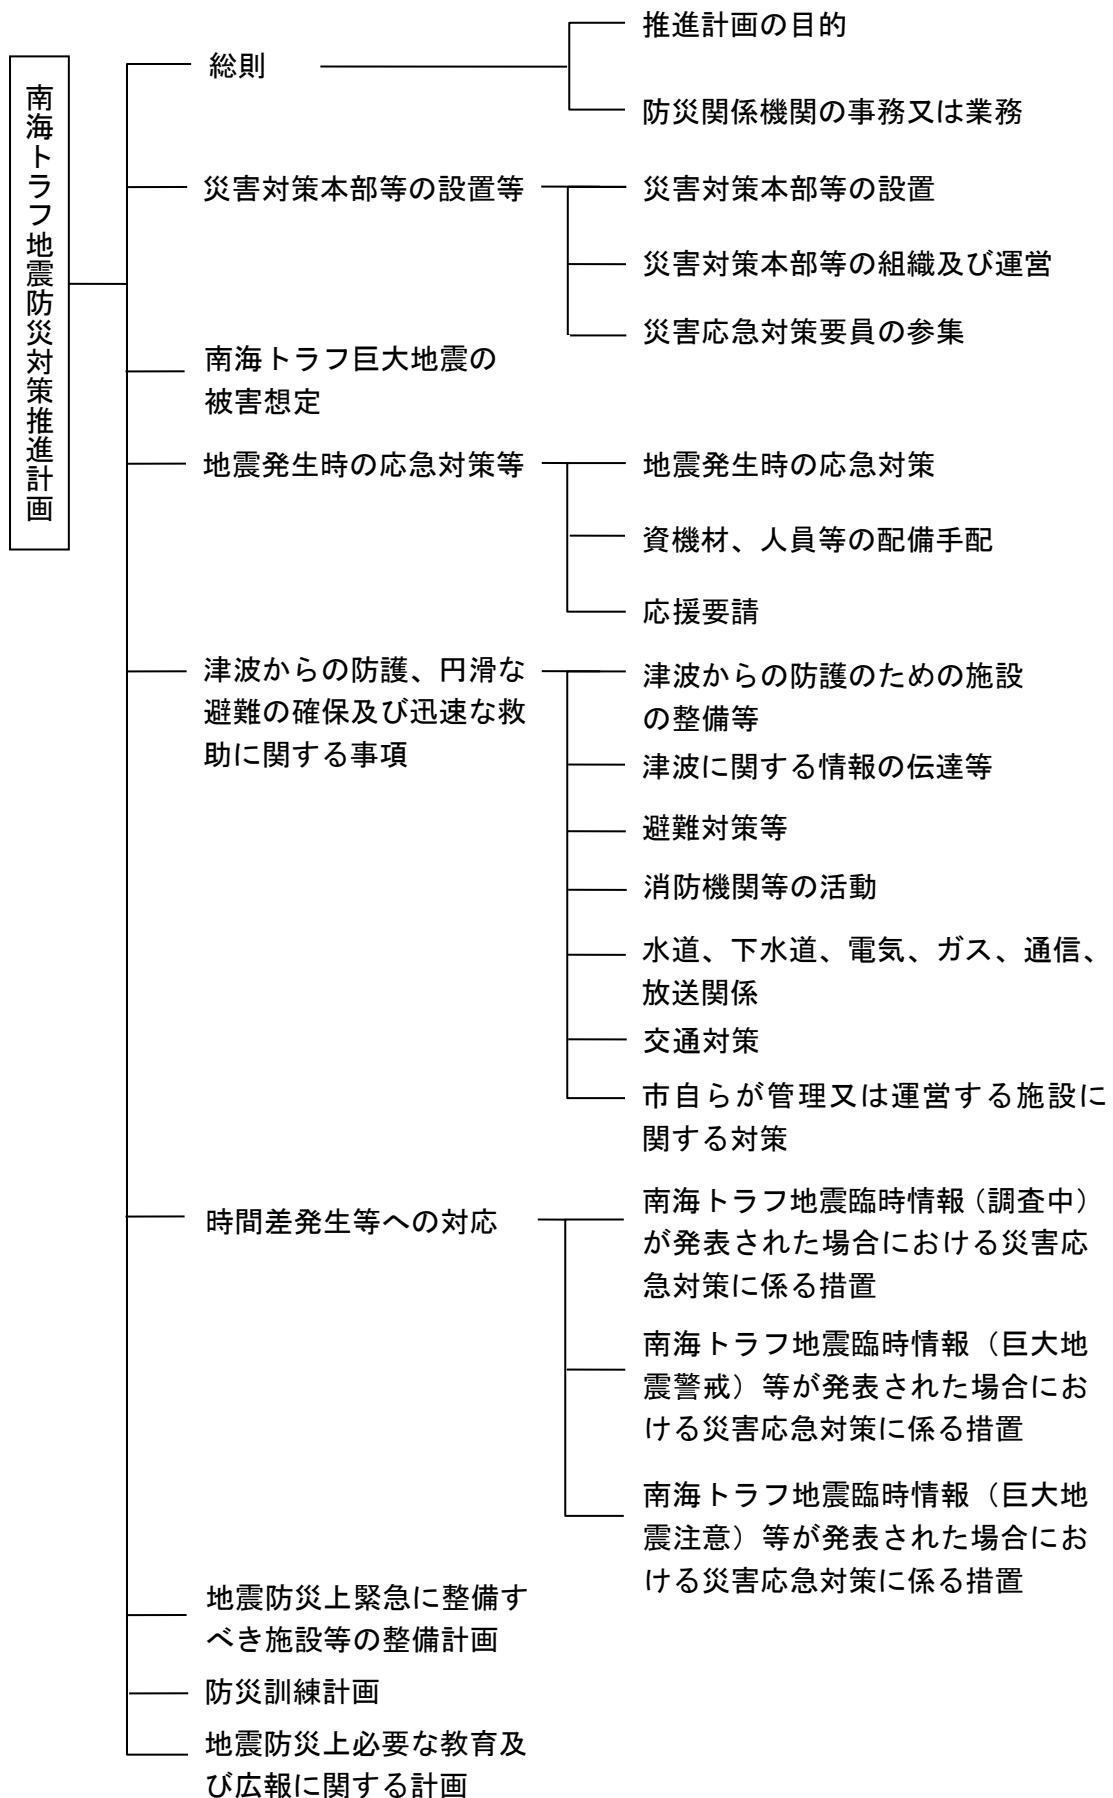 南海トラフ地震防災対策推進計画
総則
推進計画の目的
防災関係機関の事務又は業務
災害対策本部等の設置等
災害対策本部等の設置
災害対策本部等の組織及び運営
災害応急対策要員の参集
南海トラフ巨大地震の
被害想定
地震発生時の応急対策等
地震発生時の応急対策
資機材、人員等の配備手配
応援要請
津波からの防護、円滑な
避難の確保及び迅速な救
助に関する事項
津波からの防護のための施設
の整備等
津波に関する情報の伝達等
避難対策等
消防機関等の活動
水道、下水道、電気、ガス、通信、
放送関係
交通対策
市自らが管理又は運営する施設に
関する対策
時間差発生等への対応
南海トラフ地震臨時情報（調査中）
が発表された場合における災害応
急対策に係る措置
南海トラフ地震臨時情報（巨大地
震警戒）等が発表された場合にお
ける災害応急対策に係る措置
南海トラフ地震臨時情報（巨大地
震注意）等が発表された場合にお
ける災害応急対策に係る措置
地震防災上緊急に整備す
べき施設等の整備計画
防災訓練計画
地震防災上必要な教育及
び広報に関する計画